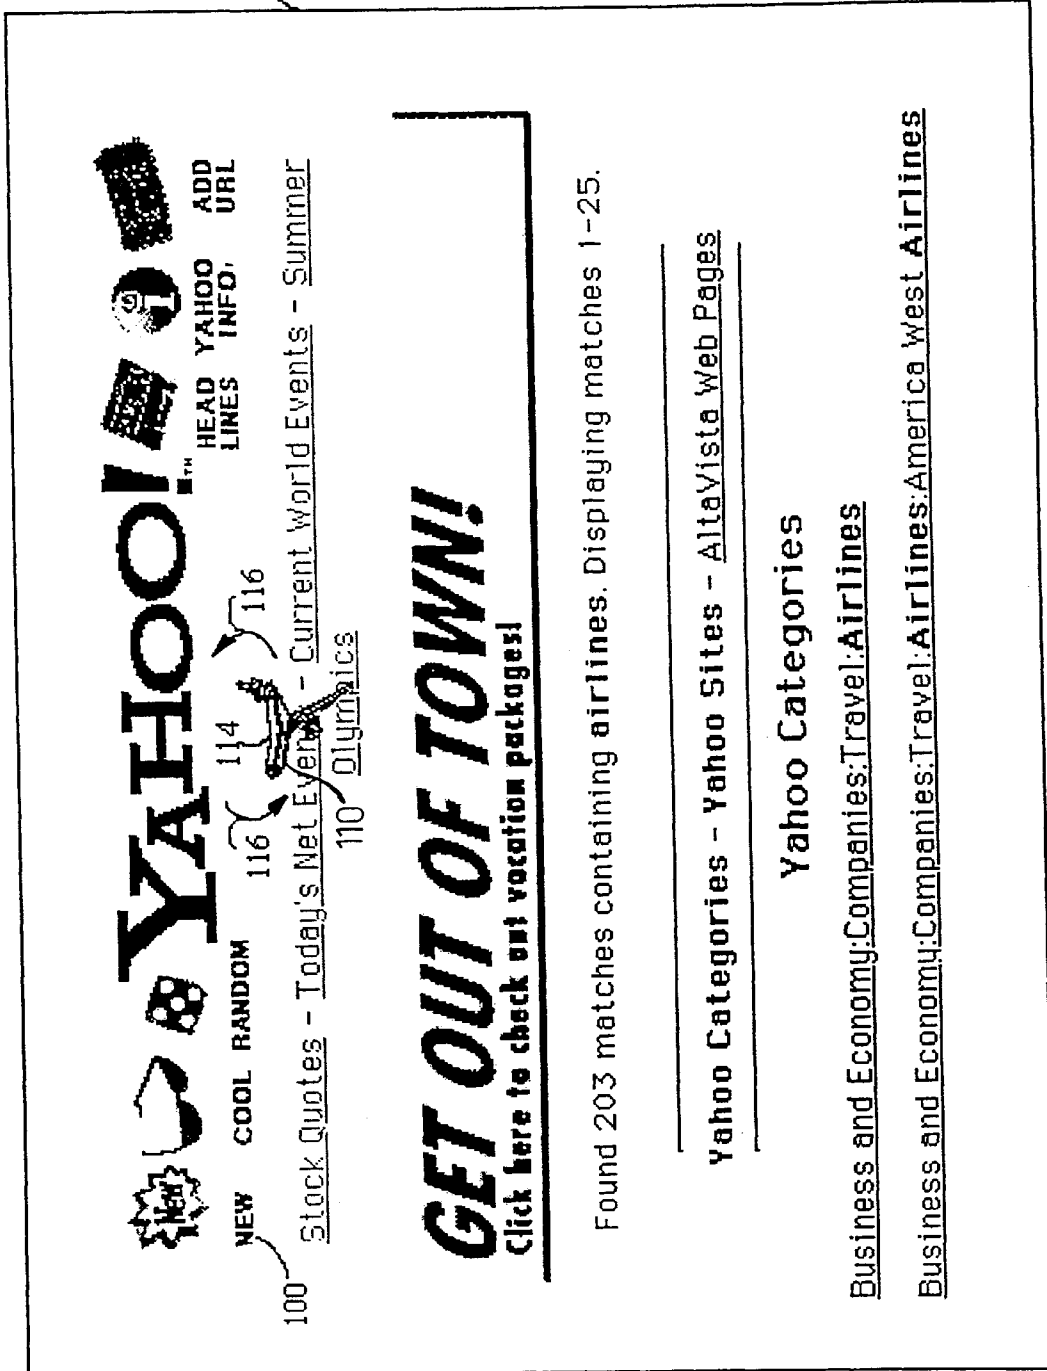 YAHOO!™
New
NEW COOL RANDOM HEAD LINES YAHOO INFO. ADD URL
100
116 114 116
Stock Quotes - Today's Net Even - Current World Events - Summer
Olympics
110
GET OUT OF TOWN!
Click here to check out vacation packages!
Found 203 matches containing airlines. Displaying matches 1-25.
Yahoo Categories - Yahoo Sites - AltaVista Web Pages
Yahoo Categories
Business and Economy:Companies:Travel:Airlines
Business and Economy:Companies:Travel:Airlines:America West Airlines